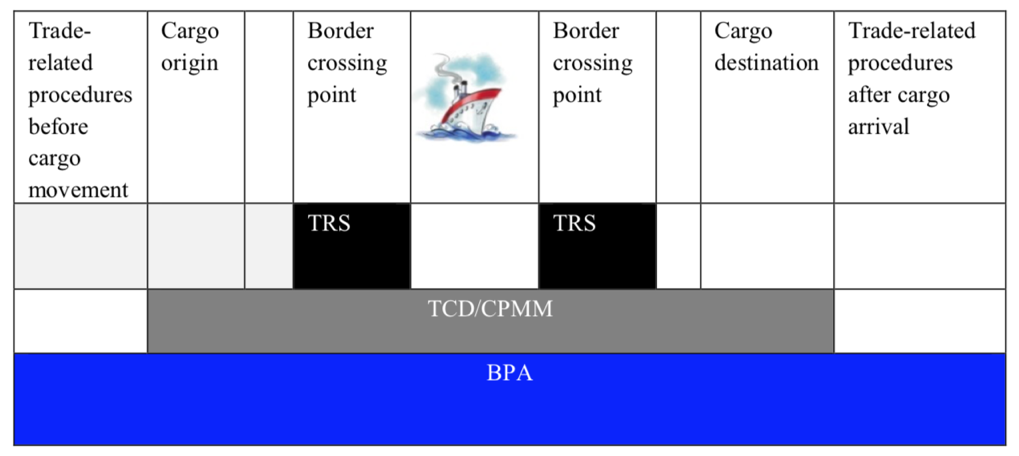 Trade-
related
procedures
before
cargo
movement
Cargo
origin
Border
crossing
point
Border
crossing
point
Cargo
destination
Trade-related
procedures
after cargo
arrival
TRS
TRS
TCD/CPMM
BPA